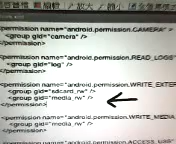 permission name="android.permission.CAMERA" >
<group gid="camera" />
/permission>
permission name="android.permission.READ_LOGS"
<group gid="log" />
/permission>
permission name="android.permission.WRITE_EXTER
<group gid="sdcard_rw" />
<group gid="media_rw" />
/permission>
permission name="android.permission.WRITE_MEDIA
<group gid="media_rw" />
/permission>
permission name="android.permission.ACCESS